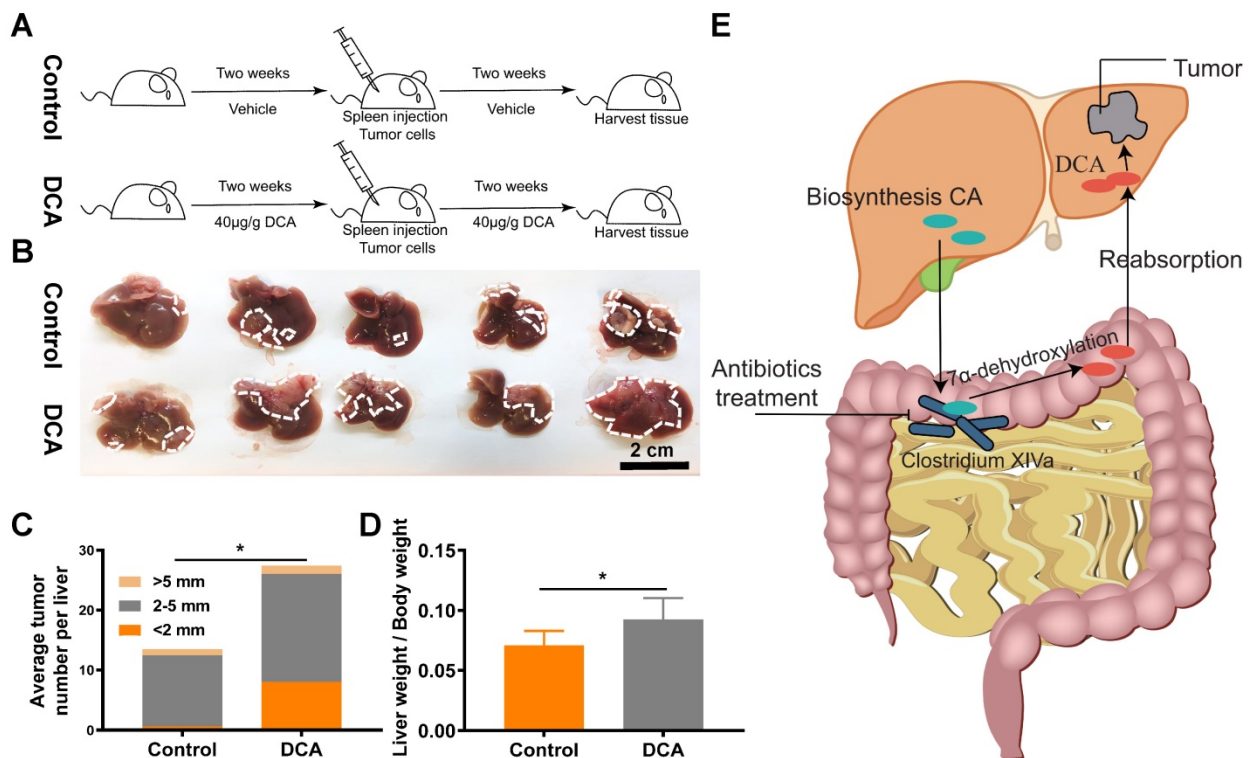 A
Control
Two weeks
Vehicle
Spleen injection
Tumor cells
Two weeks
Vehicle
Harvest tissue
DCA
Two weeks
40μg/g DCA
Spleen injection
Tumor cells
Two weeks
40μg/g DCA
Harvest tissue
B
Control
DCA
2 cm
C
Average tumor
number per liver
30
20
10
0
*
>5 mm
2-5 mm
<2 mm
Control
DCA
D
Liver weight / Body weight
0.15
0.10
0.05
0.00
*
Control
DCA
E
Tumor
DCA
Biosynthesis CA
Reabsorption
Antibiotics
treatment
7α-dehydroxylation
Clostridium XIVa